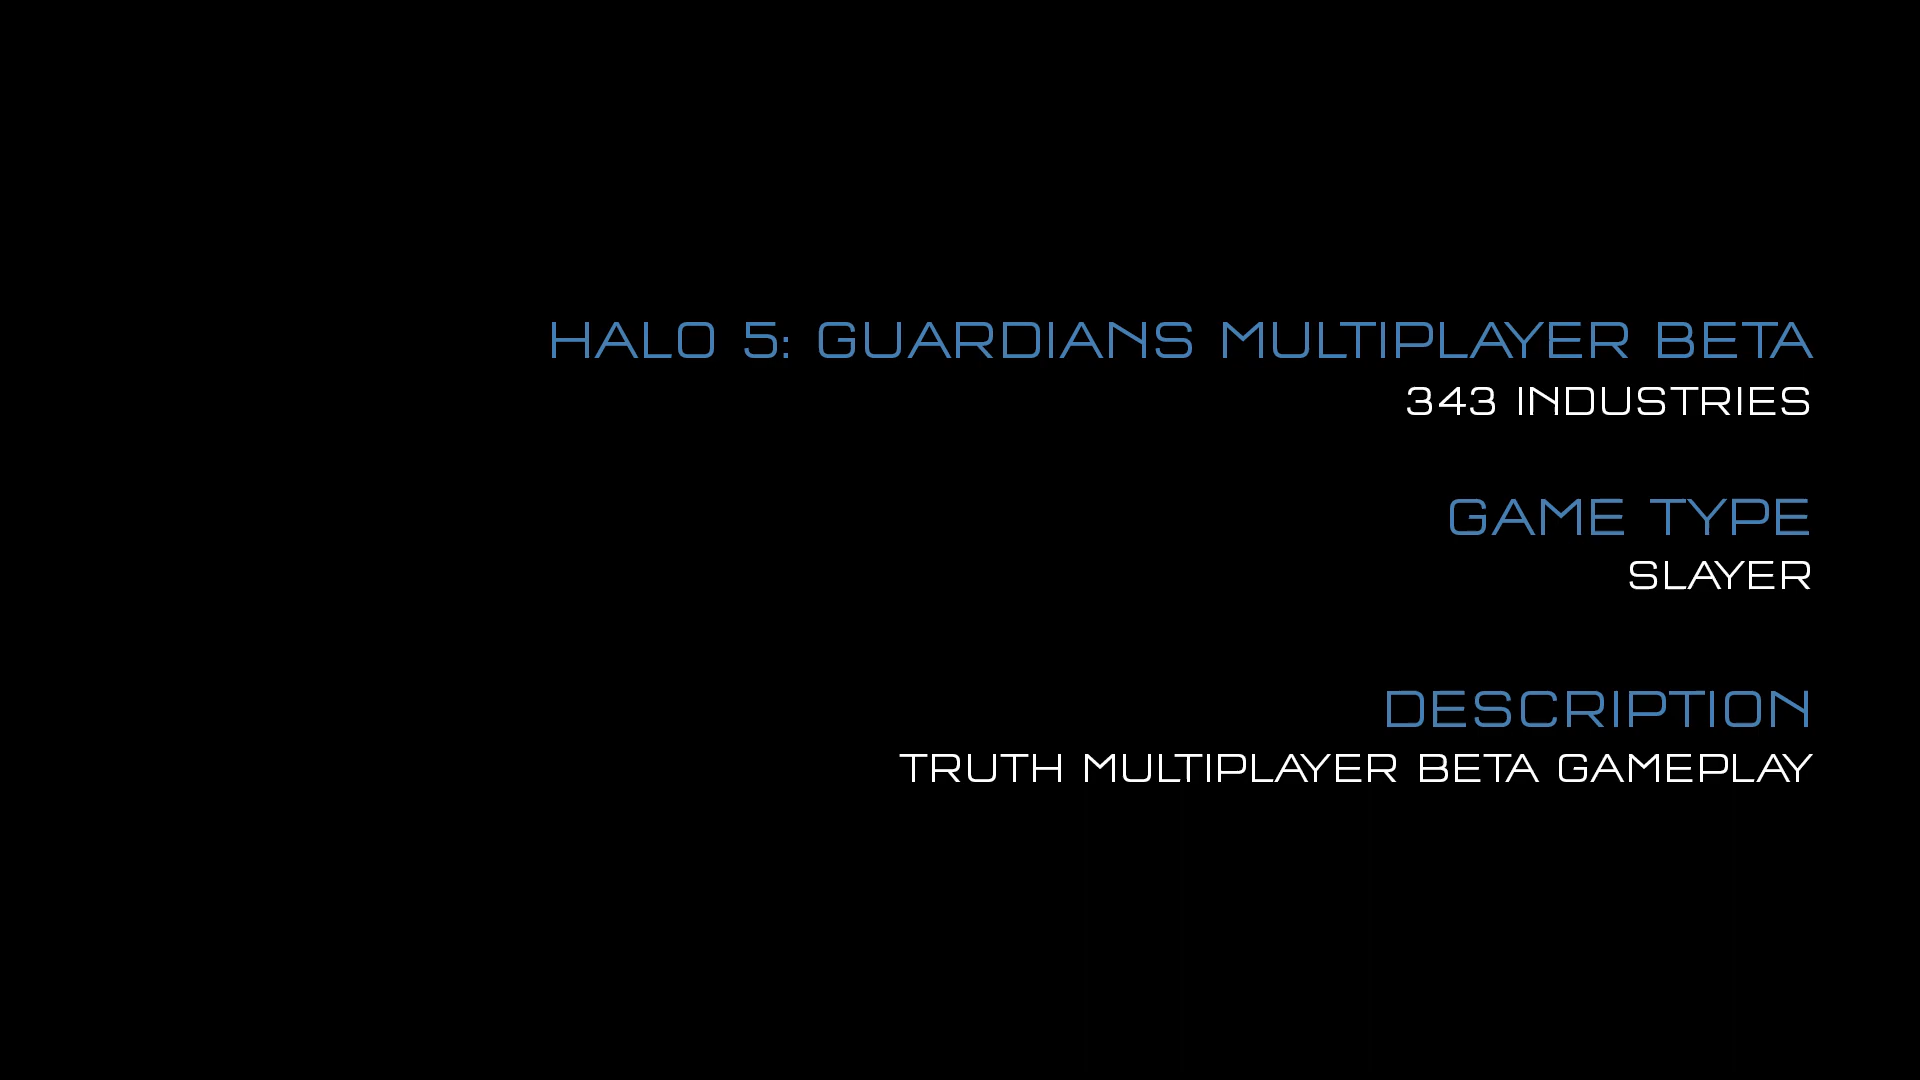 HALO 5: GUARDIANS MULTIPLAYER BETA
343 INDUSTRIES
GAME TYPE
SLAYER
DESCRIPTION
TRUTH MULTIPLAYER BETA GAMEPLAY